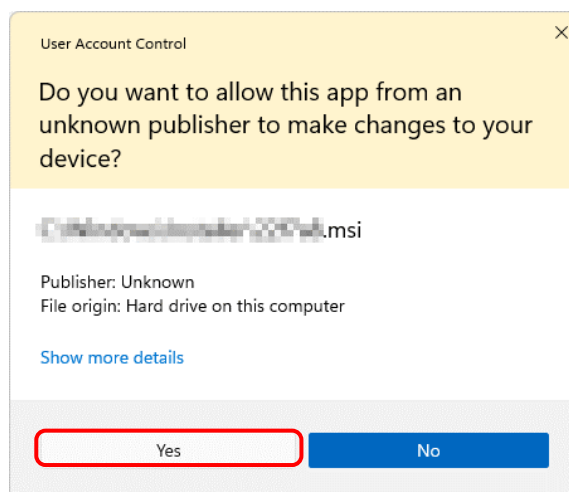 User Account Control
Do you want to allow this app from an
unknown publisher to make changes to your
device?
.msi
Publisher: Unknown
File origin: Hard drive on this computer
Show more details
Yes
No